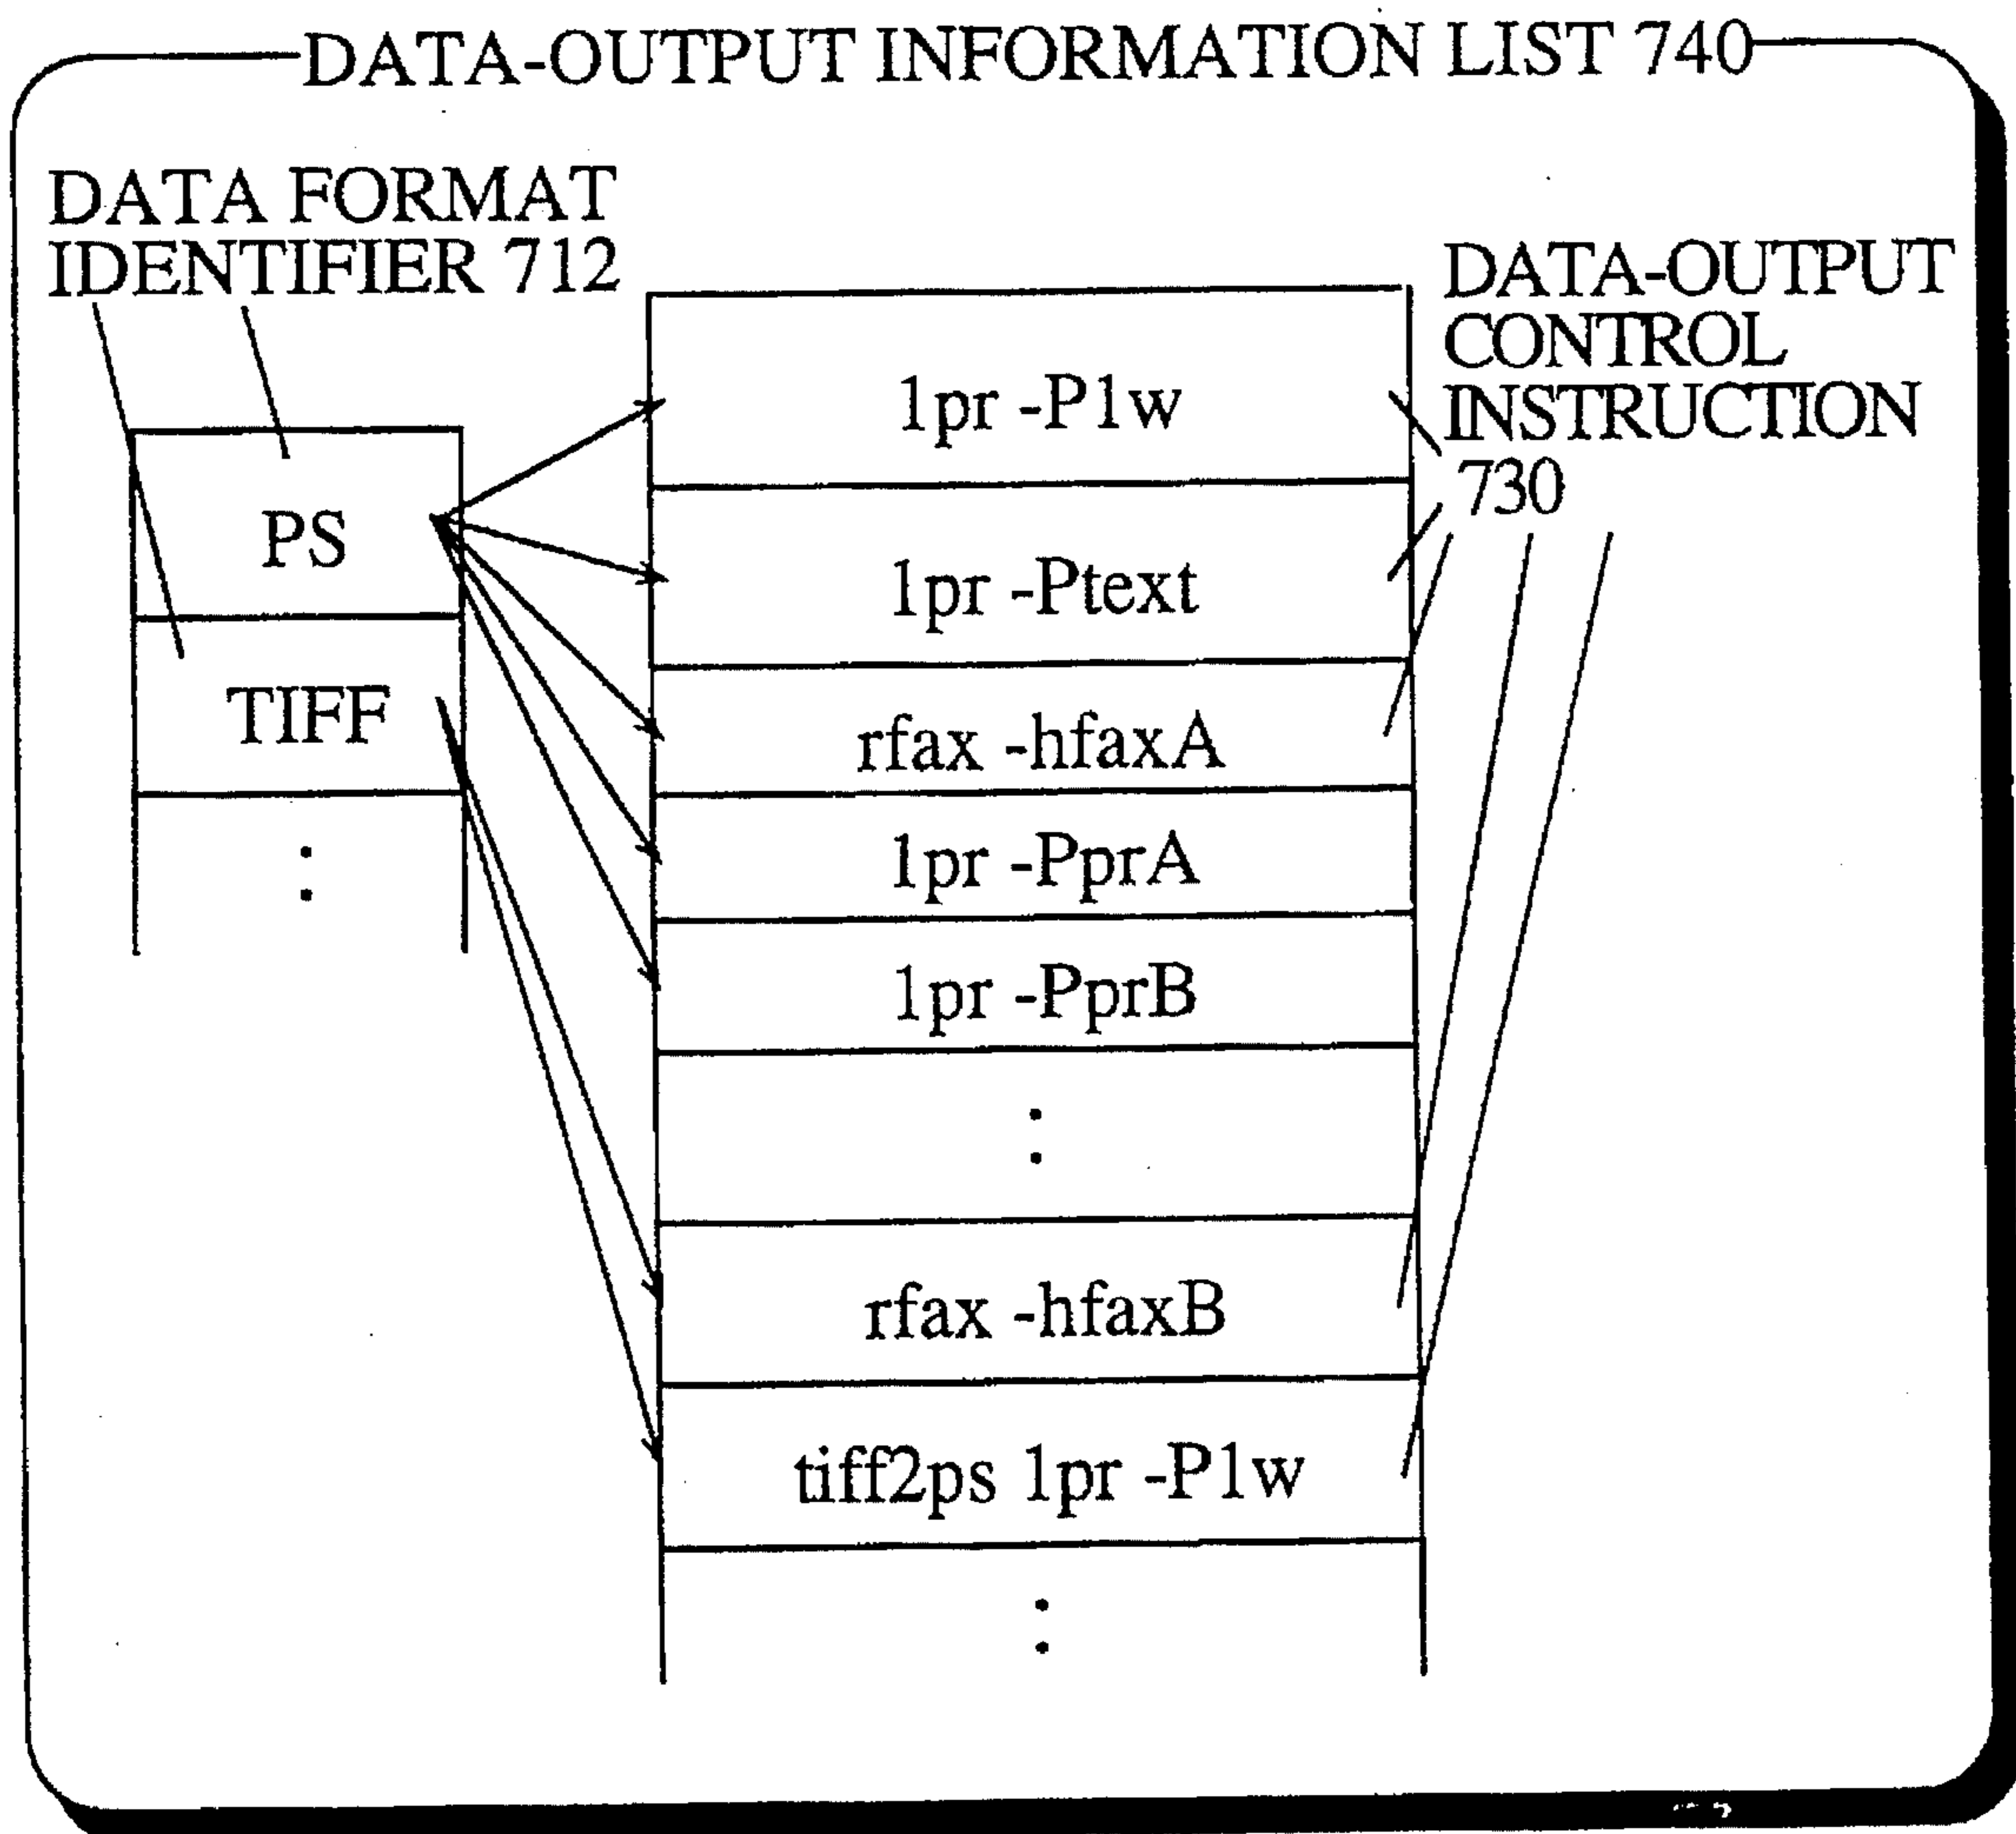 DATA-OUTPUT INFORMATION LIST 740
DATA FORMAT
IDENTIFIER 712
DATA-OUTPUT
CONTROL
INSTRUCTION
730
PS
TIFF
:
1pr -P1w
1pr -Ptext
rfax -hfaxA
1pr -PprA
1pr -PprB
:
rfax -hfaxB
tiff2ps 1pr -P1w
: